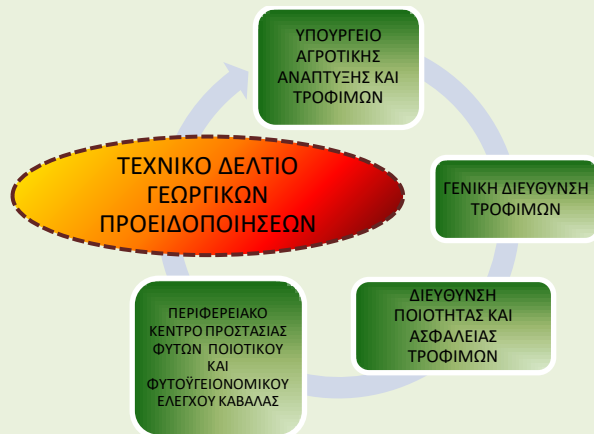 ΥΠΟΥΡΓΕΙΟ
ΑΓΡΟΤΙΚΗΣ
ΑΝΑΠΤΥΞΗΣ ΚΑΙ
ΤΡΟΦΙΜΩΝ
ΤΕΧΝΙΚΟ ΔΕΛΤΙΟ
ΓΕΩΡΓΙΚΩΝ
ΠΡΟΕΙΔΟΠΟΙΗΣΕΩΝ
ΓΕΝΙΚΗ ΔΙΕΥΘΥΝΣΗ
ΤΡΟΦΙΜΩΝ
ΔΙΕΥΘΥΝΣΗ
ΠΟΙΟΤΗΤΑΣ ΚΑΙ
ΑΣΦΑΛΕΙΑΣ
ΤΡΟΦΙΜΩΝ
ΠΕΡΙΦΕΡΕΙΑΚΟ
ΚΕΝΤΡΟ ΠΡΟΣΤΑΣΙΑΣ
ΦΥΤΩΝ ΠΟΙΟΤΙΚΟΥ
ΚΑΙ
ΦΥΤΟΫΓΕΙΟΝΟΜΙΚΟΥ
ΕΛΕΓΧΟΥ ΚΑΒΑΛΑΣ